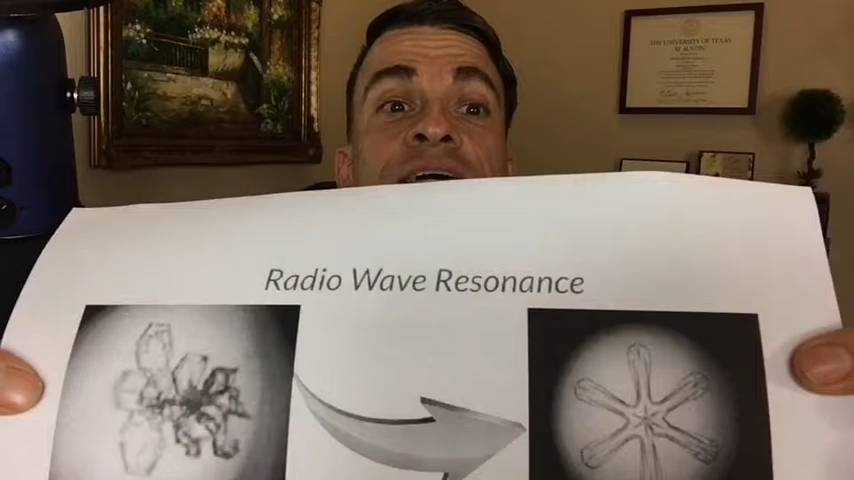 Radio Wave Resonance
THE UNIVERSITY OF TEXAS
AT AUSTIN